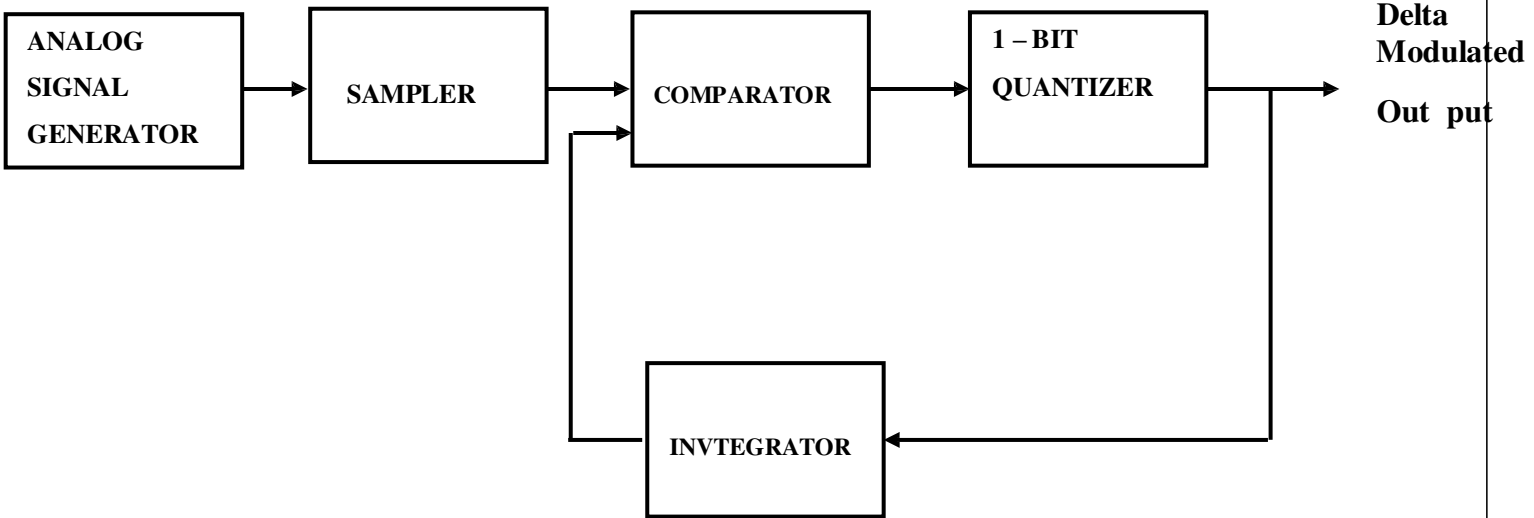 ANALOG
SIGNAL
GENERATOR
SAMPLER
COMPARATOR
1 – BIT
QUANTIZER
Delta
Modulated
Out put
INVTEGRATOR